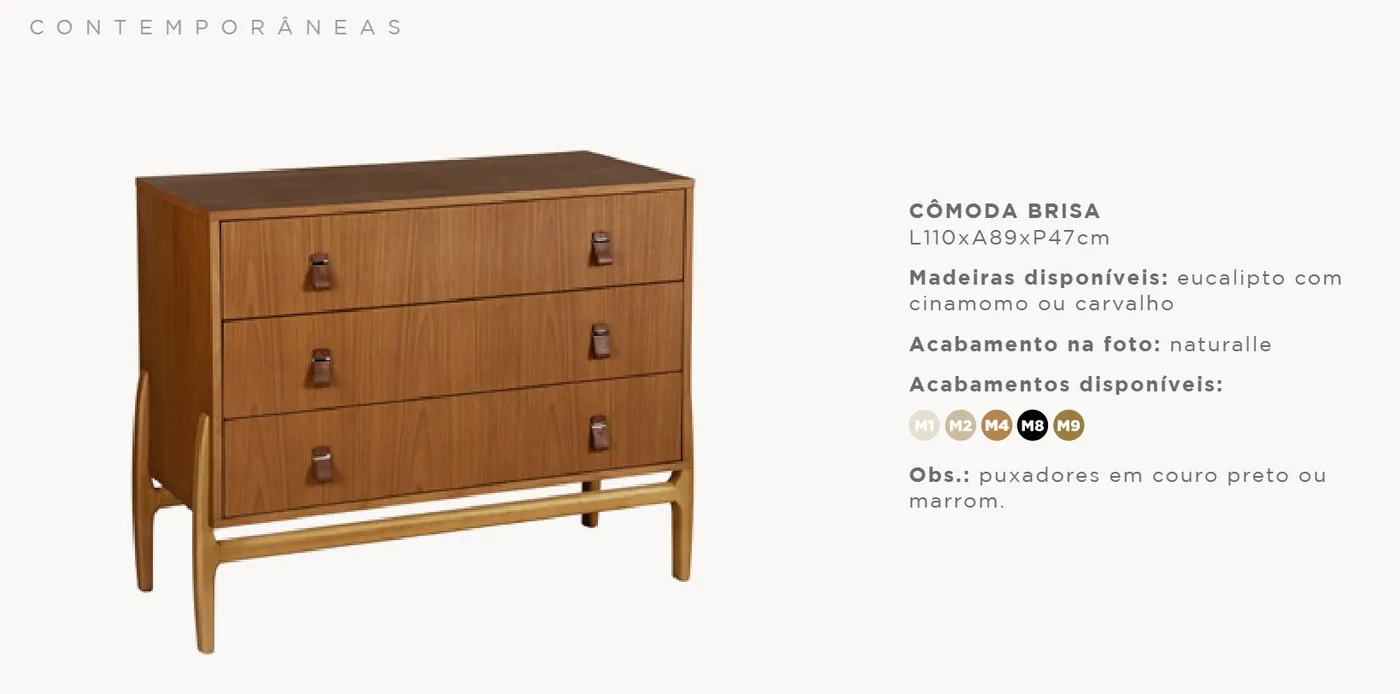 CONTEMPORÂNEAS
CÔMODA BRISA
L110xA89xP47cm
Madeiras disponíveis: eucalipto com
cinamomo ou carvalho
Acabamento na foto: naturalle
Acabamentos disponíveis:
M1 M2 M4 M8 M9
Obs.: puxadores em couro preto ou
marrom.